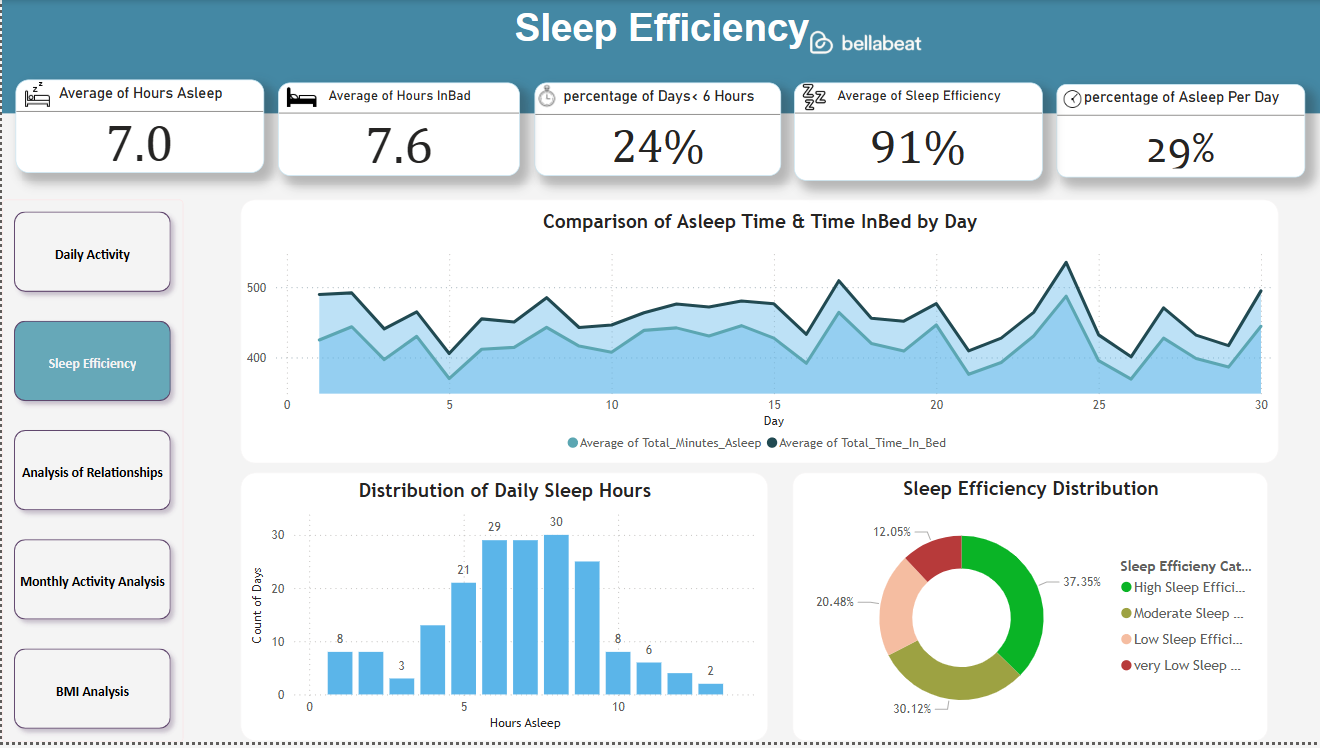 Sleep Efficiency
bellabeat
Average of Hours Asleep
7.0
Average of Hours InBad
7.6
percentage of Days< 6 Hours
24%
Average of Sleep Efficiency
91%
percentage of Asleep Per Day
29%
Daily Activity
Sleep Efficiency
Analysis of Relationships
Monthly Activity Analysis
BMI Analysis
Comparison of Asleep Time & Time InBed by Day
500
400
0 5 10 15 20 25 30
Day
Average of Total_Minutes_Asleep Average of Total_Time_In_Bed
Distribution of Daily Sleep Hours
Count of Days
30
20
10
0
8 3 21 29 30 8 6 2
0 5 10
Hours Asleep
Sleep Efficiency Distribution
12.05%
37.35%
20.48%
30.12%
Sleep Efficieny Cat...
High Sleep Effici...
Moderate Sleep ...
Low Sleep Effici...
very Low Sleep ...